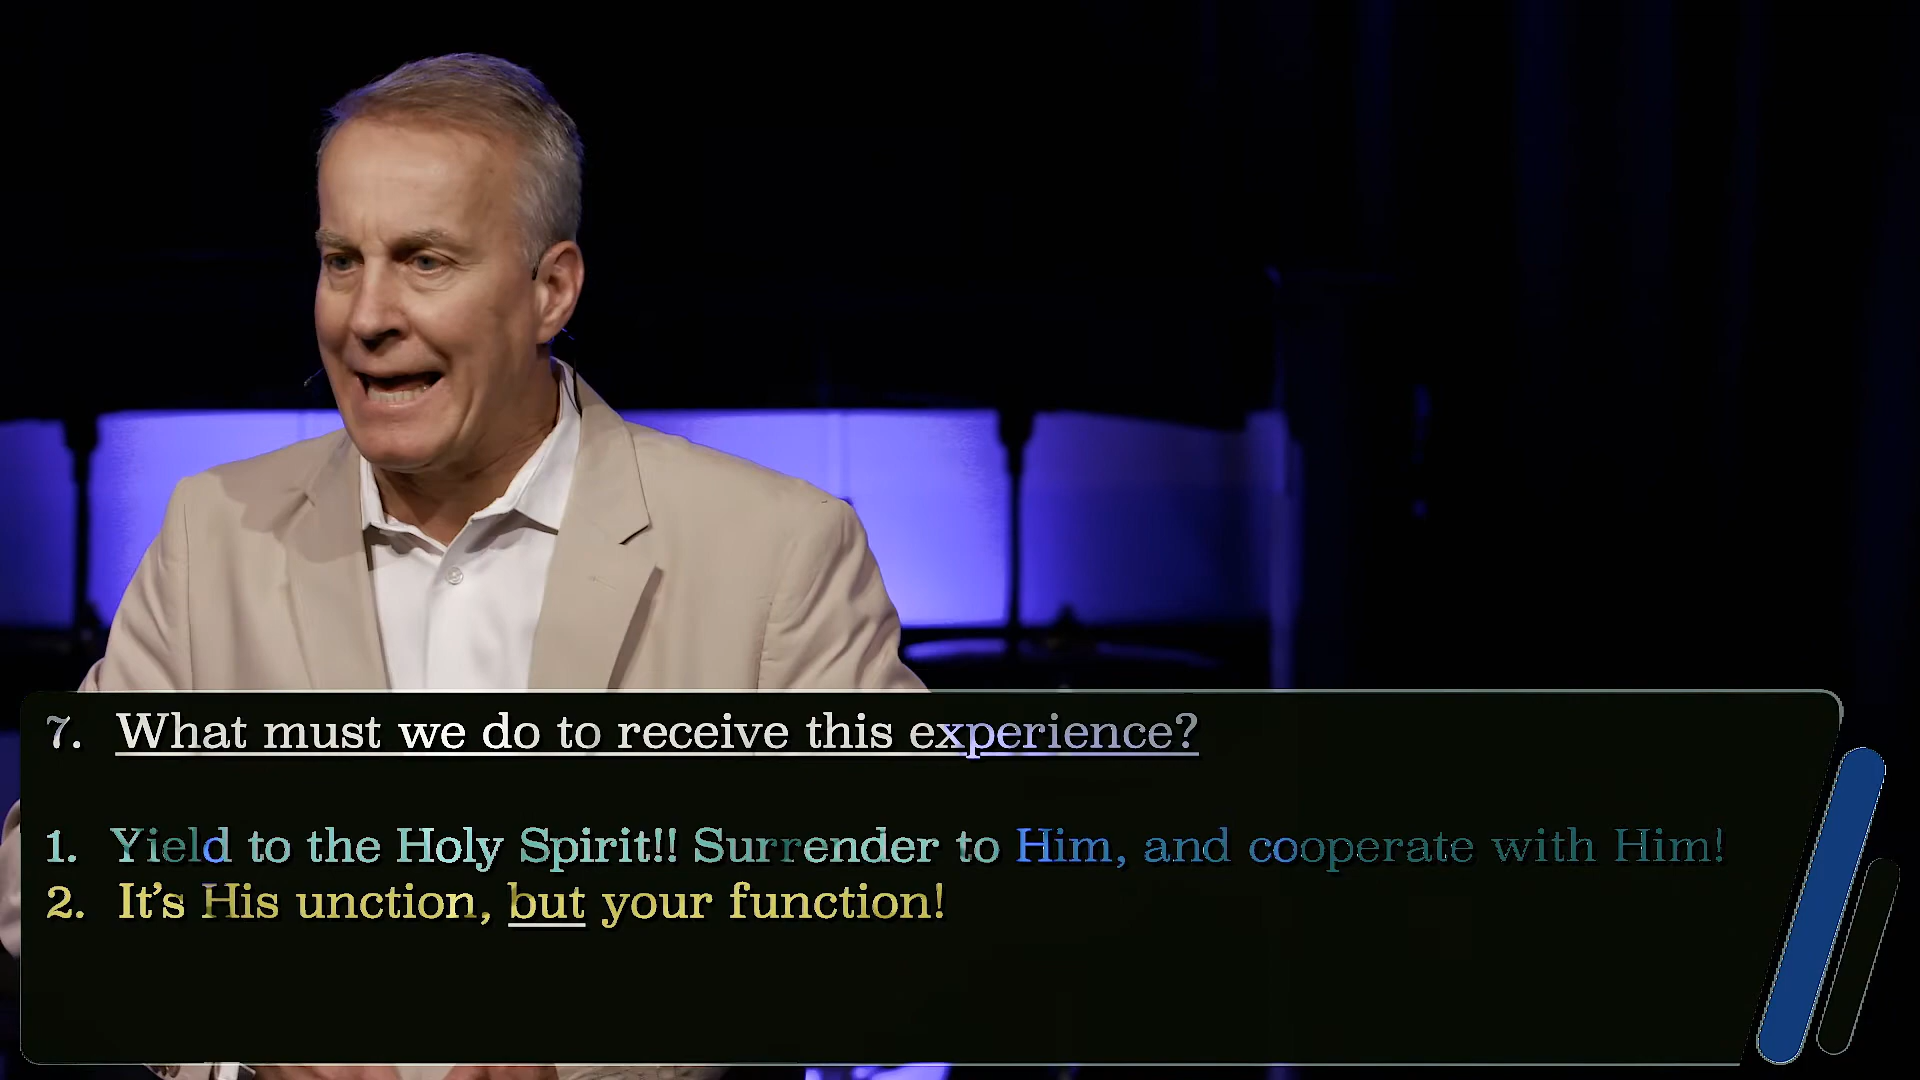 7. What must we do to receive this experience?
1. Yield to the Holy Spirit!! Surrender to Him, and cooperate with Him!
2. It's His unction, but your function!